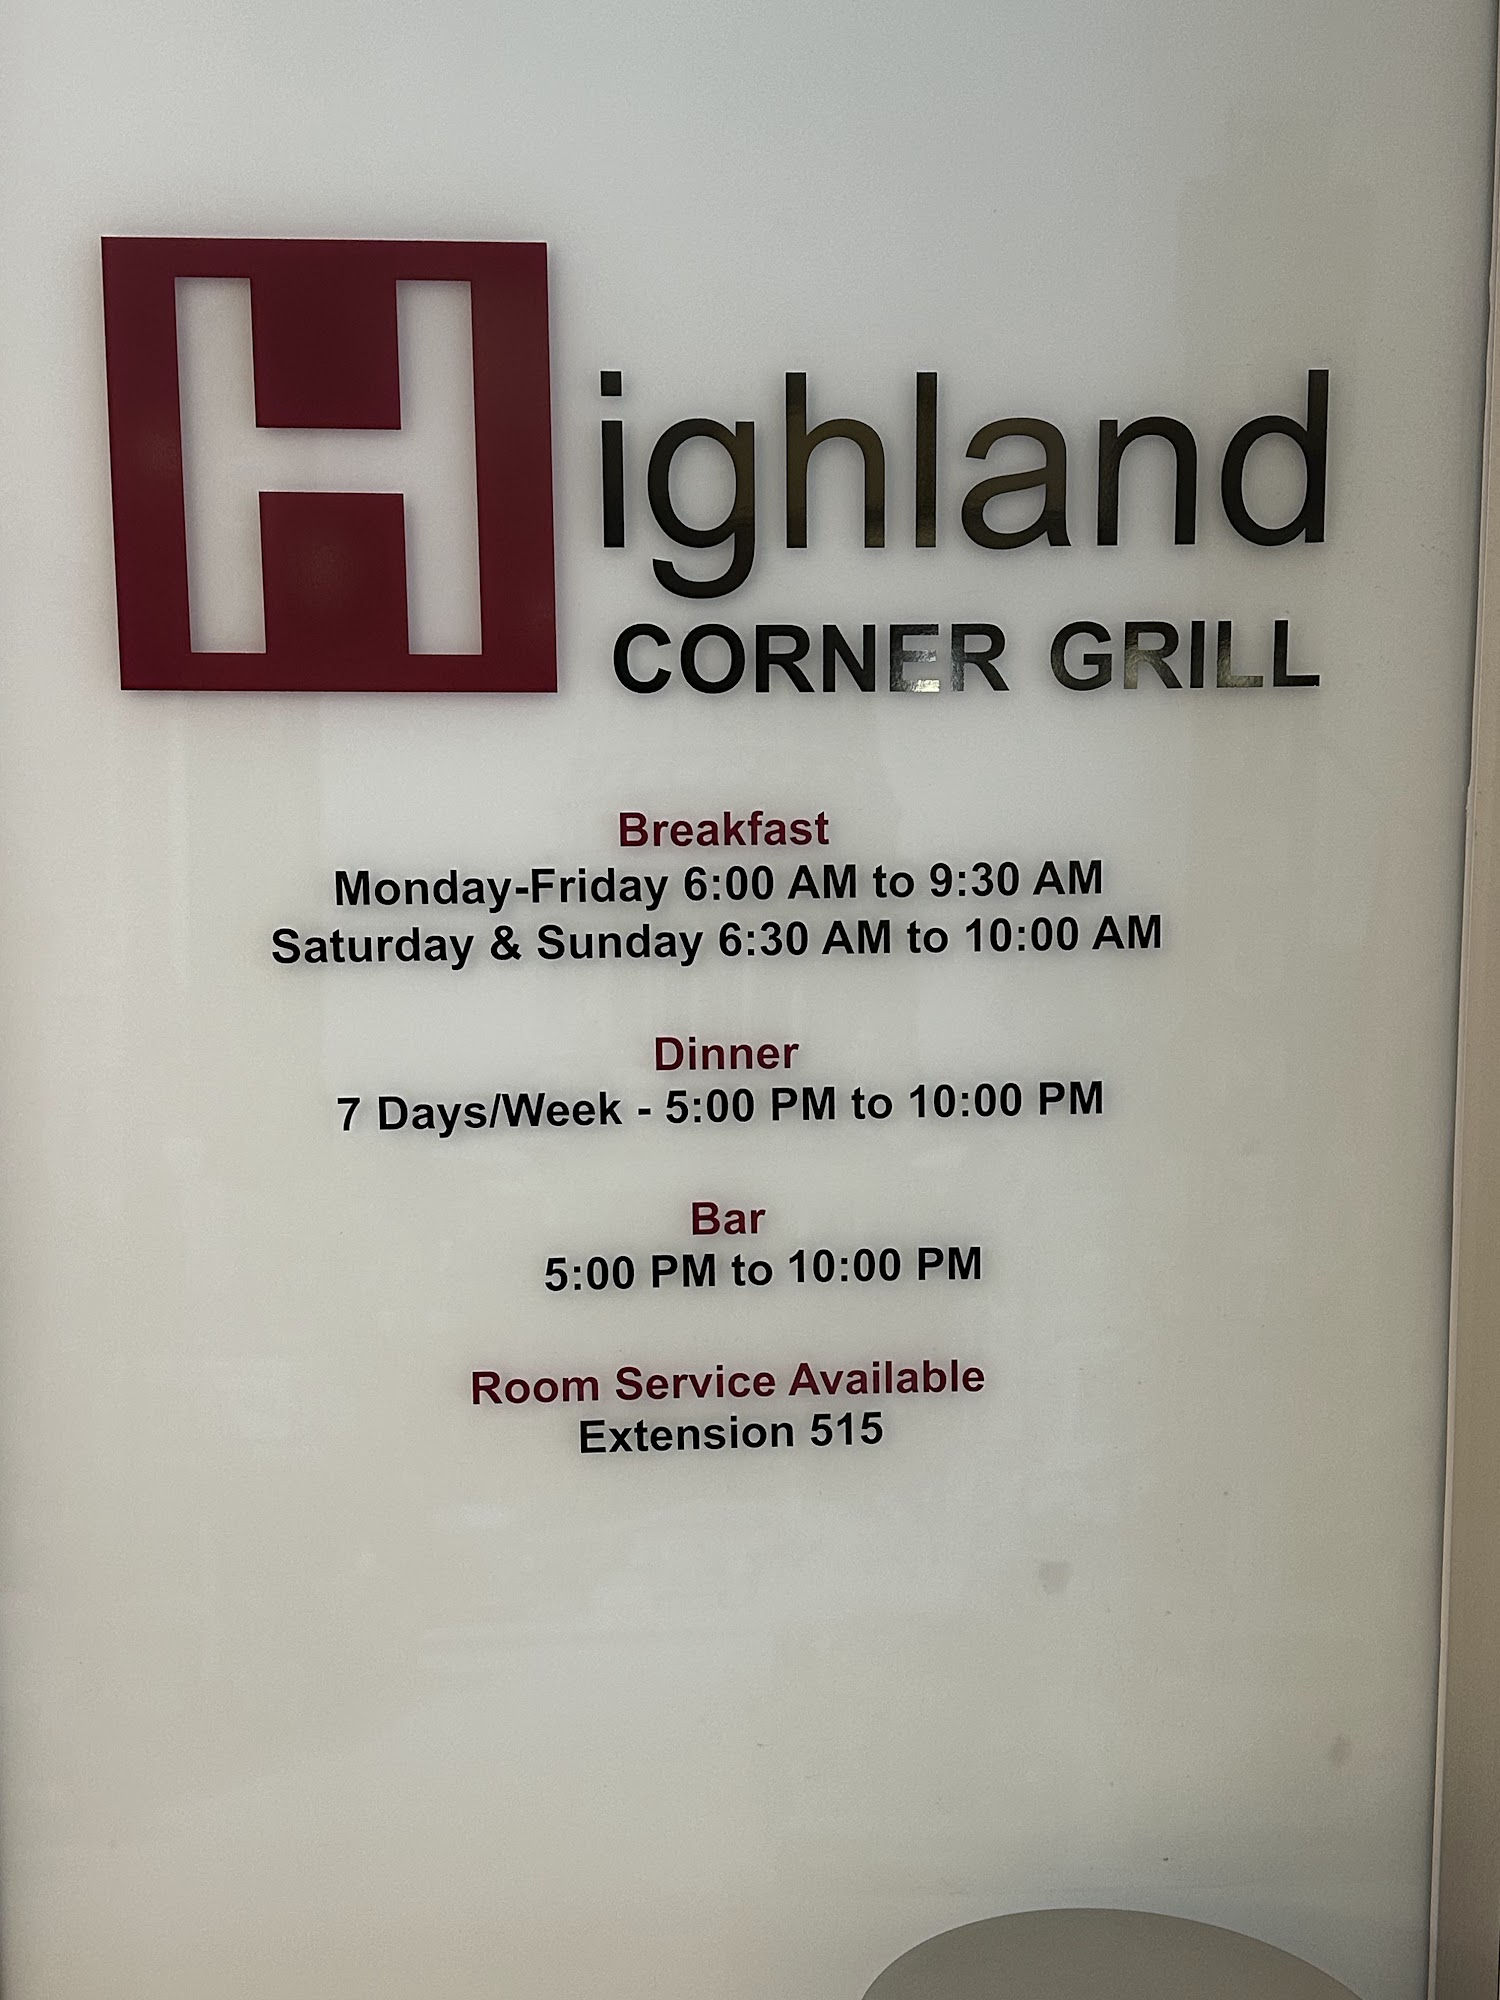 Highland
CORNER GRILL
Breakfast
Monday-Friday 6:00 AM to 9:30 AM
Saturday & Sunday 6:30 AM to 10:00 AM
Dinner
7 Days/Week - 5:00 PM to 10:00 PM
Bar
5:00 PM to 10:00 PM
Room Service Available
Extension 515